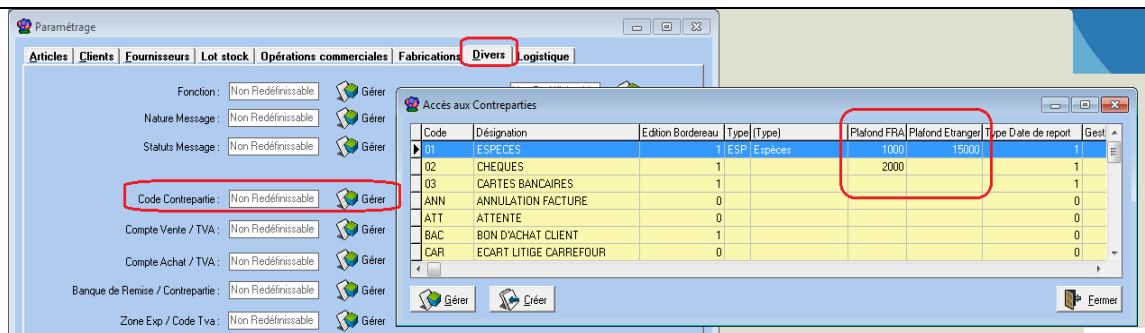 Paramétrage
Articles Clients Fournisseurs Lot stock Opérations commerciales Fabrications Divers Logistique
Fonction : Non Redéfinissable Gérer
Nature Message : Non Redéfinissable Gérer
Statuts Message : Non Redéfinissable Gérer
Code Contrepartie : Non Redéfinissable Gérer
Compte Vente / TVA : Non Redéfinissable Gérer
Compte Achat / TVA : Non Redéfinissable Gérer
Banque de Remise / Contrepartie : Non Redéfinissable Gérer
Zone Exp / Code Tva : Non Redéfinissable Gérer
Accès aux Contreparties
Code Désignation Edition Bordereau Type (Type) Plafond FRA Plafond Etranger Type Date de report Gest
01 ESPECES 1 ESP Espèces 1000 15000 1
02 CHEQUES 1 2000 1
03 CARTES BANCAIRES 1 1
ANN ANNULATION FACTURE 0 0
ATT ATTENTE 0 0
BAC BON D'ACHAT CLIENT 1 0
CAR ECART LITIGE CARREFOUR 0 0
Gérer Créer Fermer